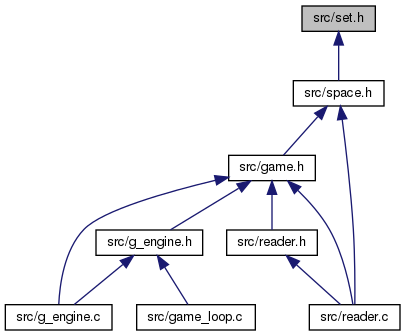 src/set.h
src/space.h
src/game.h
src/g_engine.h
src/reader.h
src/g_engine.c
src/game_loop.c
src/reader.c